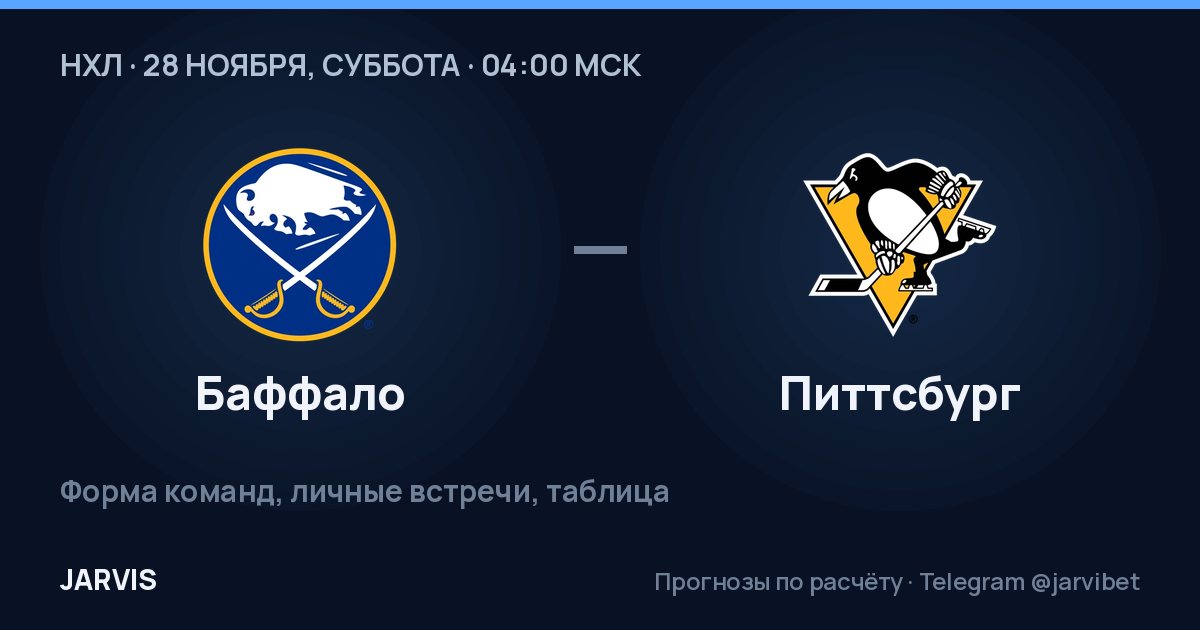 НХЛ · 28 НОЯБРЯ, СУББОТА · 04:00 МСК
—
Баффало
Питтсбург
Форма команд, личные встречи, таблица
JARVIS
Прогнозы по расчёту · Telegram @jarvibet